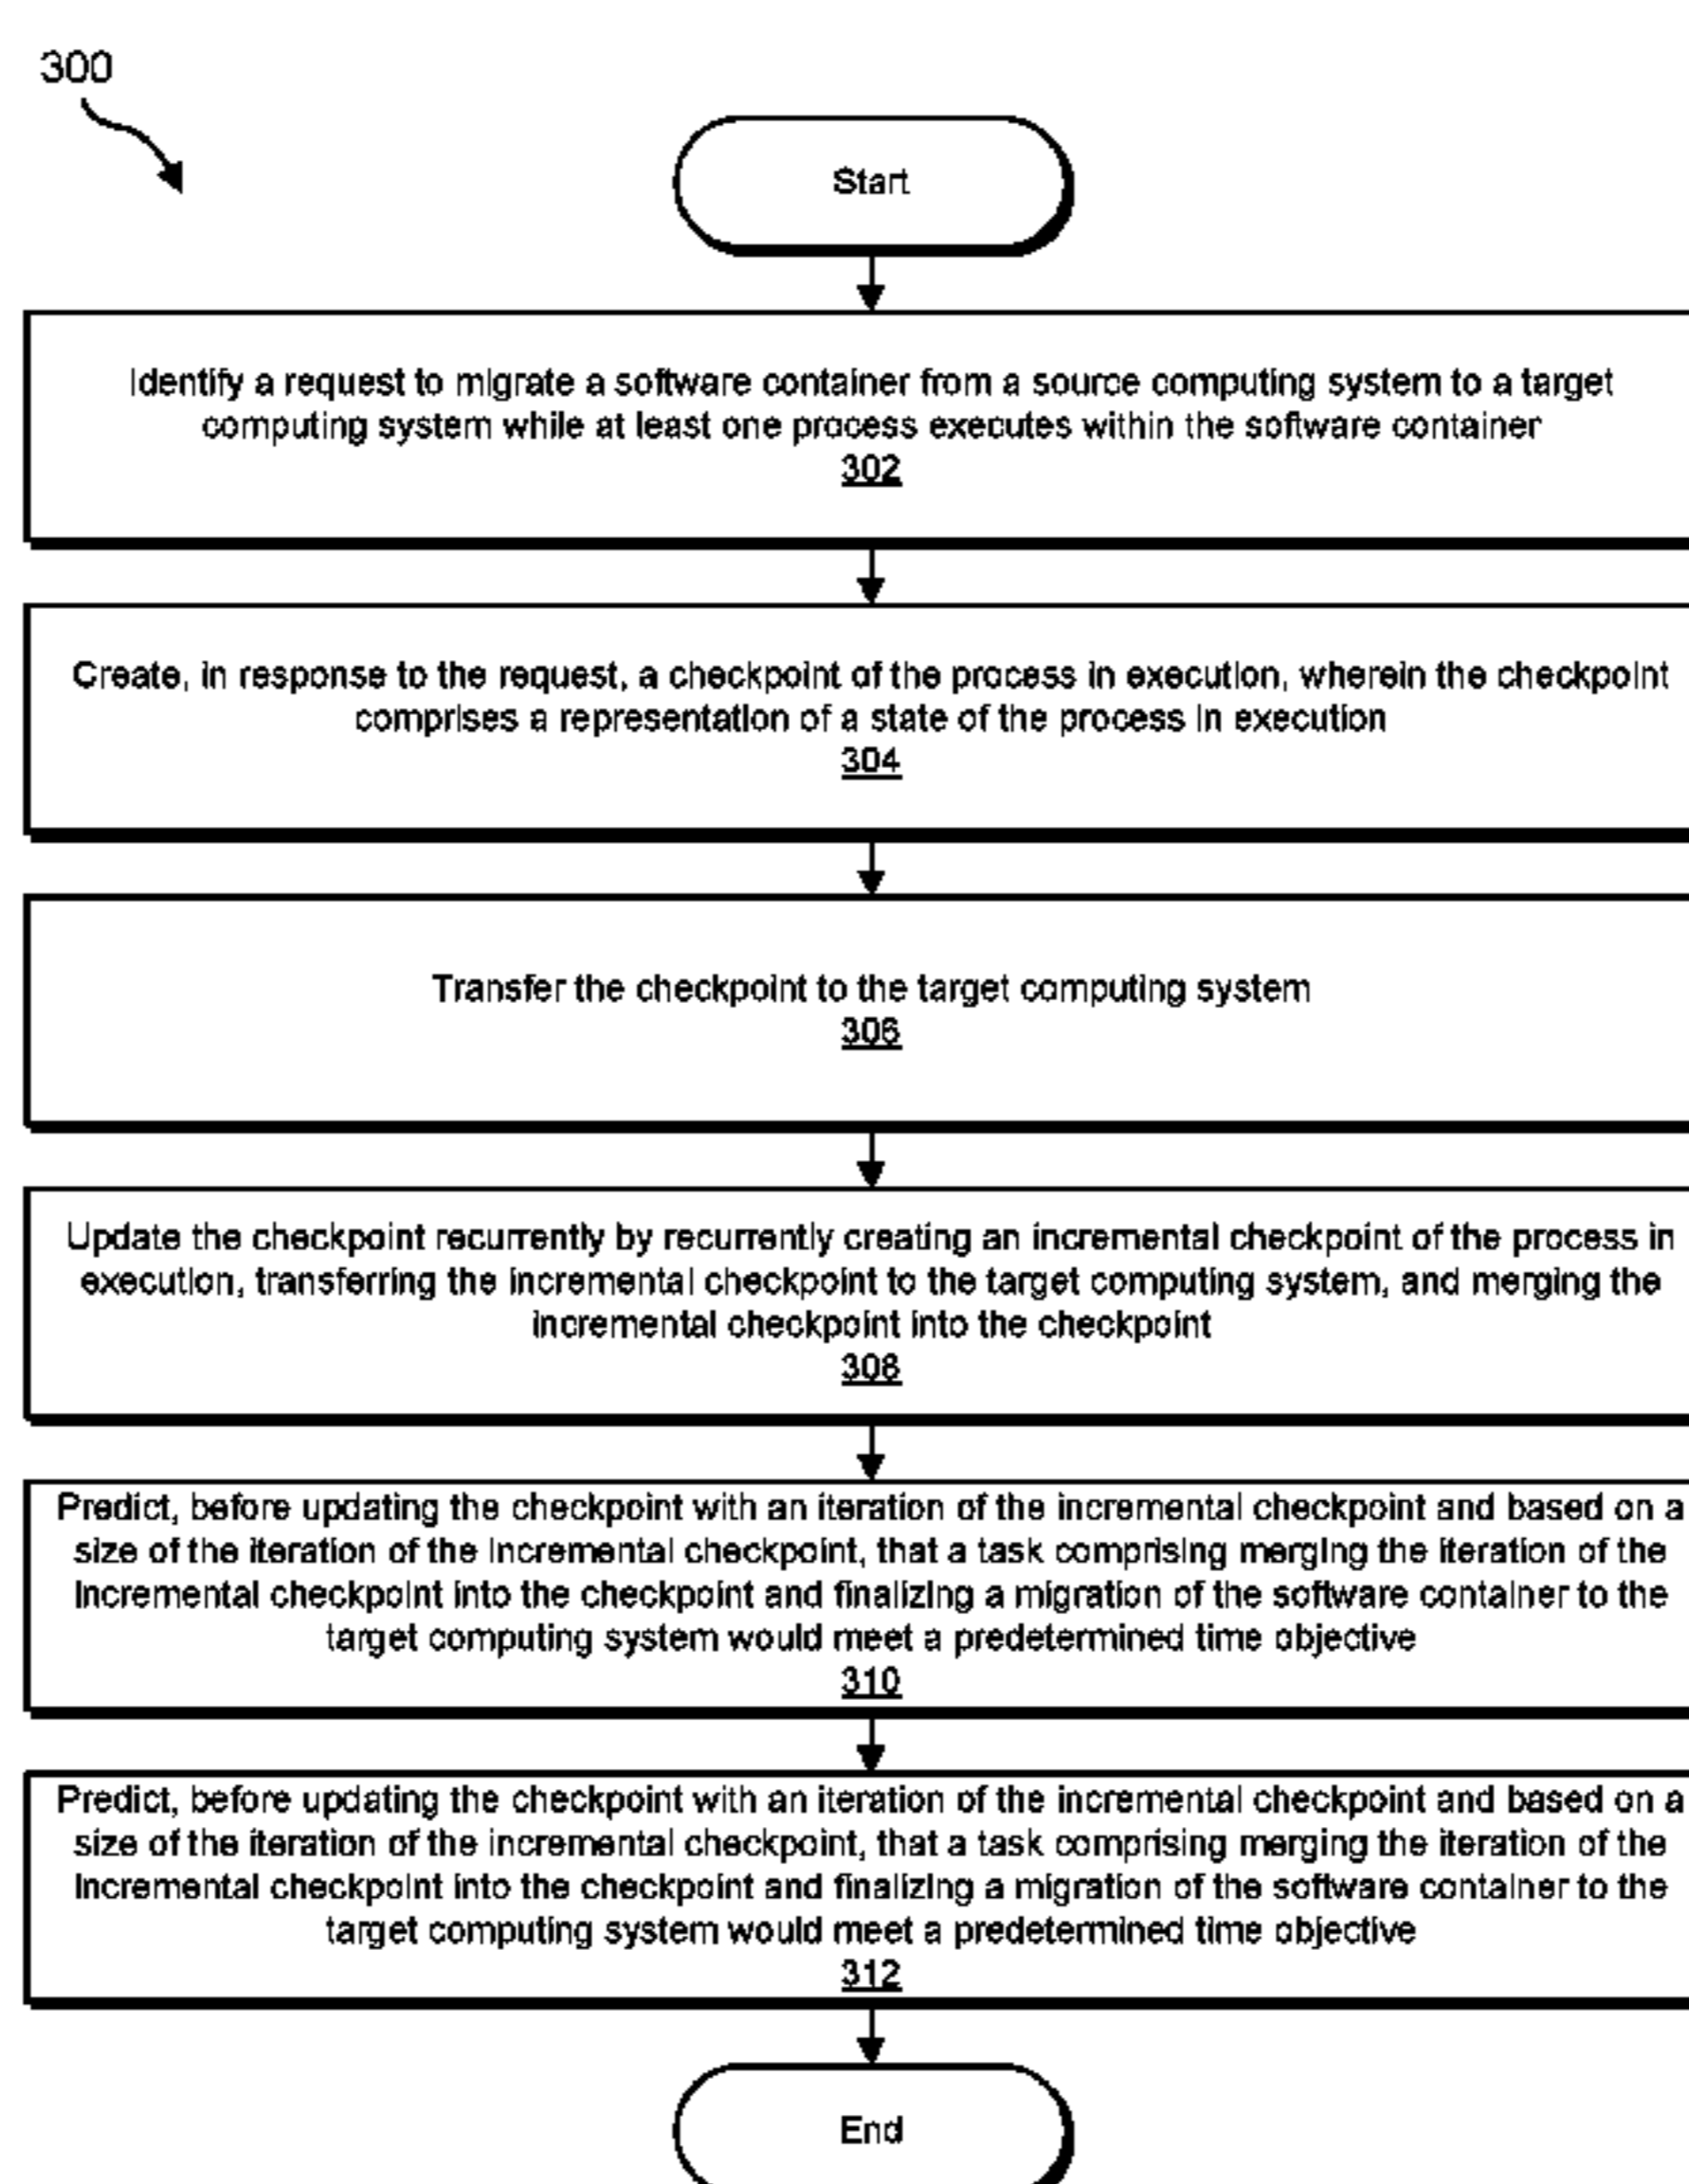 300
Start
Identify a request to migrate a software container from a source computing system to a target
computing system while at least one process executes within the software container
302
Create, in response to the request, a checkpoint of the process in execution, wherein the checkpoint
comprises a representation of a state of the process in execution
304
Transfer the checkpoint to the target computing system
306
Update the checkpoint recurrently by recurrently creating an incremental checkpoint of the process in
execution, transferring the incremental checkpoint to the target computing system, and merging the
incremental checkpoint into the checkpoint
308
Predict, before updating the checkpoint with an iteration of the incremental checkpoint and based on a
size of the iteration of the incremental checkpoint, that a task comprising merging the iteration of the
incremental checkpoint into the checkpoint and finalizing a migration of the software container to the
target computing system would meet a predetermined time objective
310
Predict, before updating the checkpoint with an iteration of the incremental checkpoint and based on a
size of the iteration of the incremental checkpoint, that a task comprising merging the iteration of the
incremental checkpoint into the checkpoint and finalizing a migration of the software container to the
target computing system would meet a predetermined time objective
312
End